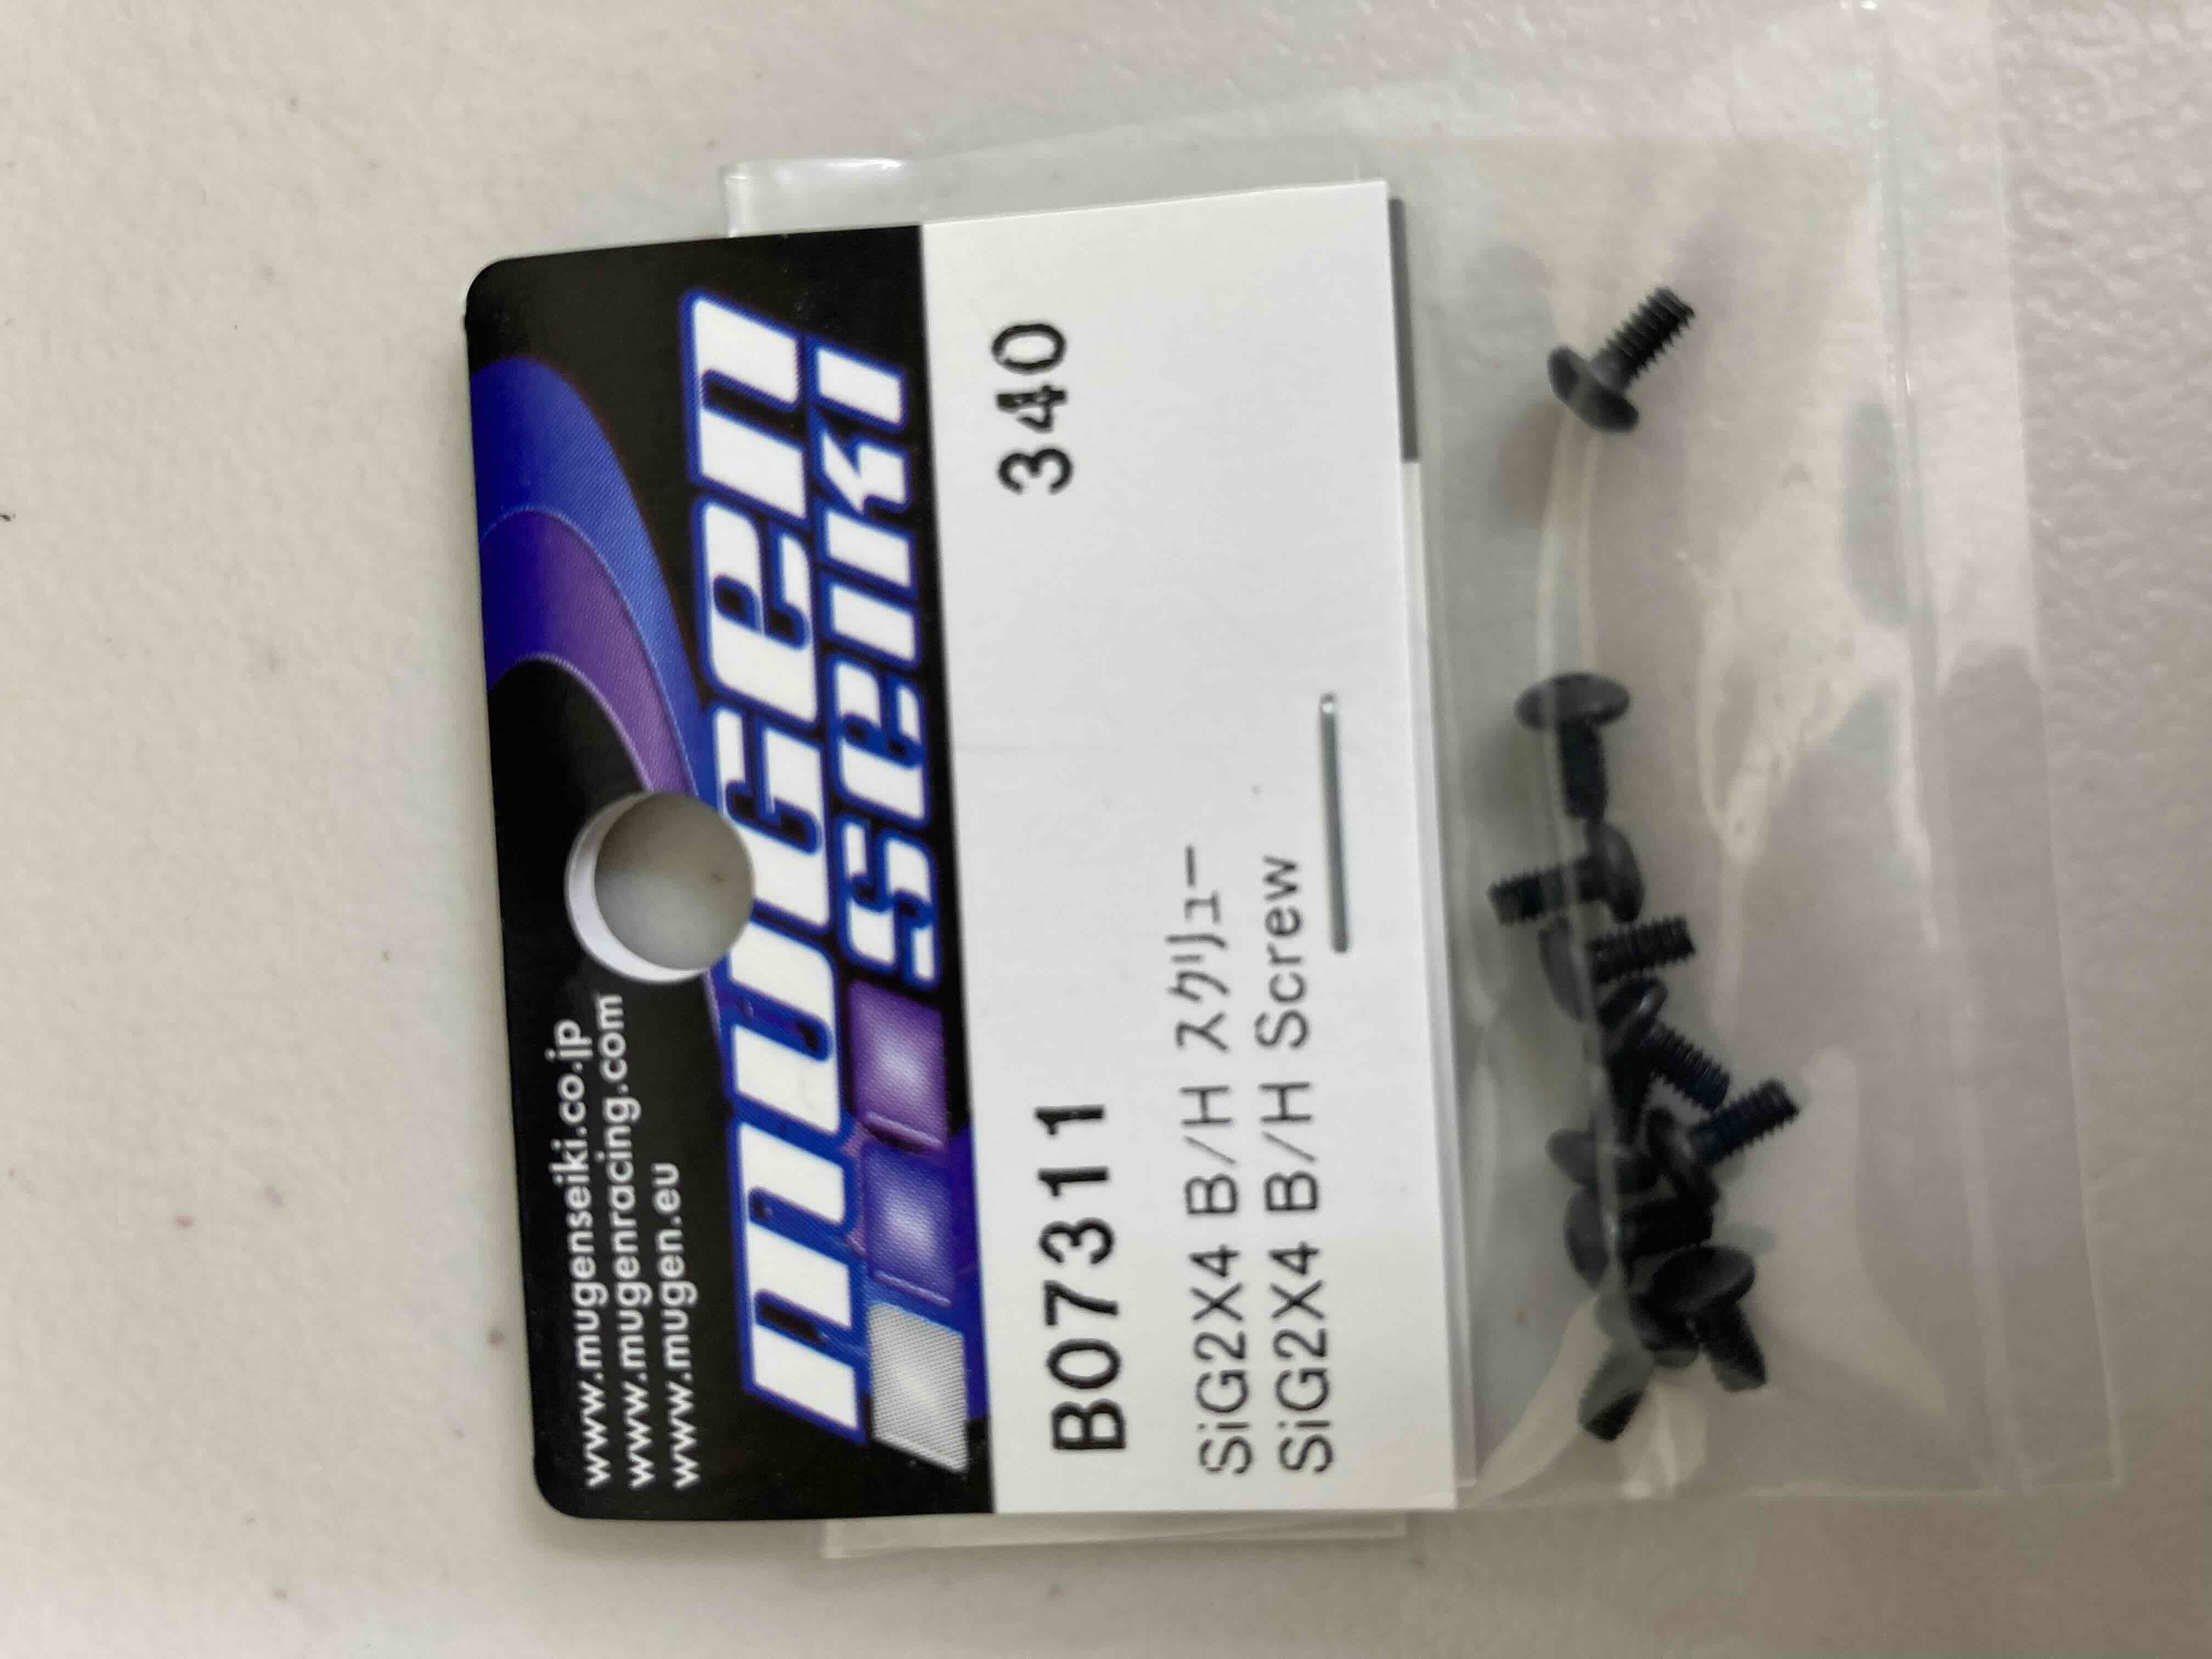 www.mugenseiki.co.jp
www.mugenracing.com
www.mugen.eu
mugen
seiki
B07311 340
SiG2X4 B/H スクリュー
SiG2X4 B/H Screw